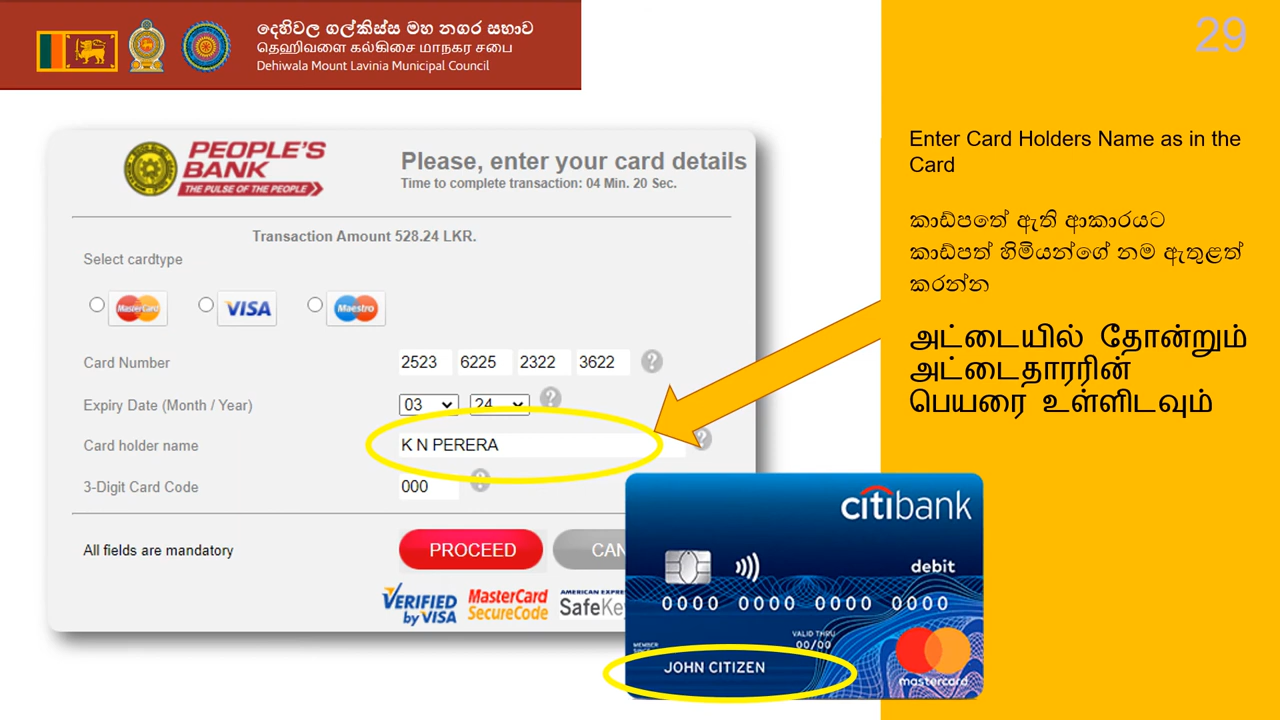 දෙහිවල ගල්කිස්ස මහ නගර සභාව
தெஹிவளை கல்கிசை மாநகர சபை
Dehiwala Mount Lavinia Municipal Council
29
PEOPLE'S
BANK
THE PULSE OF THE PEOPLE
Please, enter your card details
Time to complete transaction: 04 Min. 20 Sec.
Transaction Amount 528.24 LKR.
Select cardtype
MasterCard VISA Maestro
Card Number 2523 6225 2322 3622 ?
Expiry Date (Month / Year) 03 24 ?
Card holder name K N PERERA ?
3-Digit Card Code 000 ?
All fields are mandatory PROCEED CAN
VERIFIED by VISA
MasterCard SecureCode
AMERICAN EXPRE
SafeKe
Enter Card Holders Name as in the
Card
කාඩ්පතේ ඇති ආකාරයට
කාඩ්පත් හිමියන්ගේ නම ඇතුළත්
කරන්න
அட்டையில் தோன்றும்
அட்டைதாரரின்
பெயரை உள்ளிடவும்
citibank
debit
0000 0000 0000 0000
MEMBER
VALID THRU
00/00
JOHN CITIZEN
mastercard